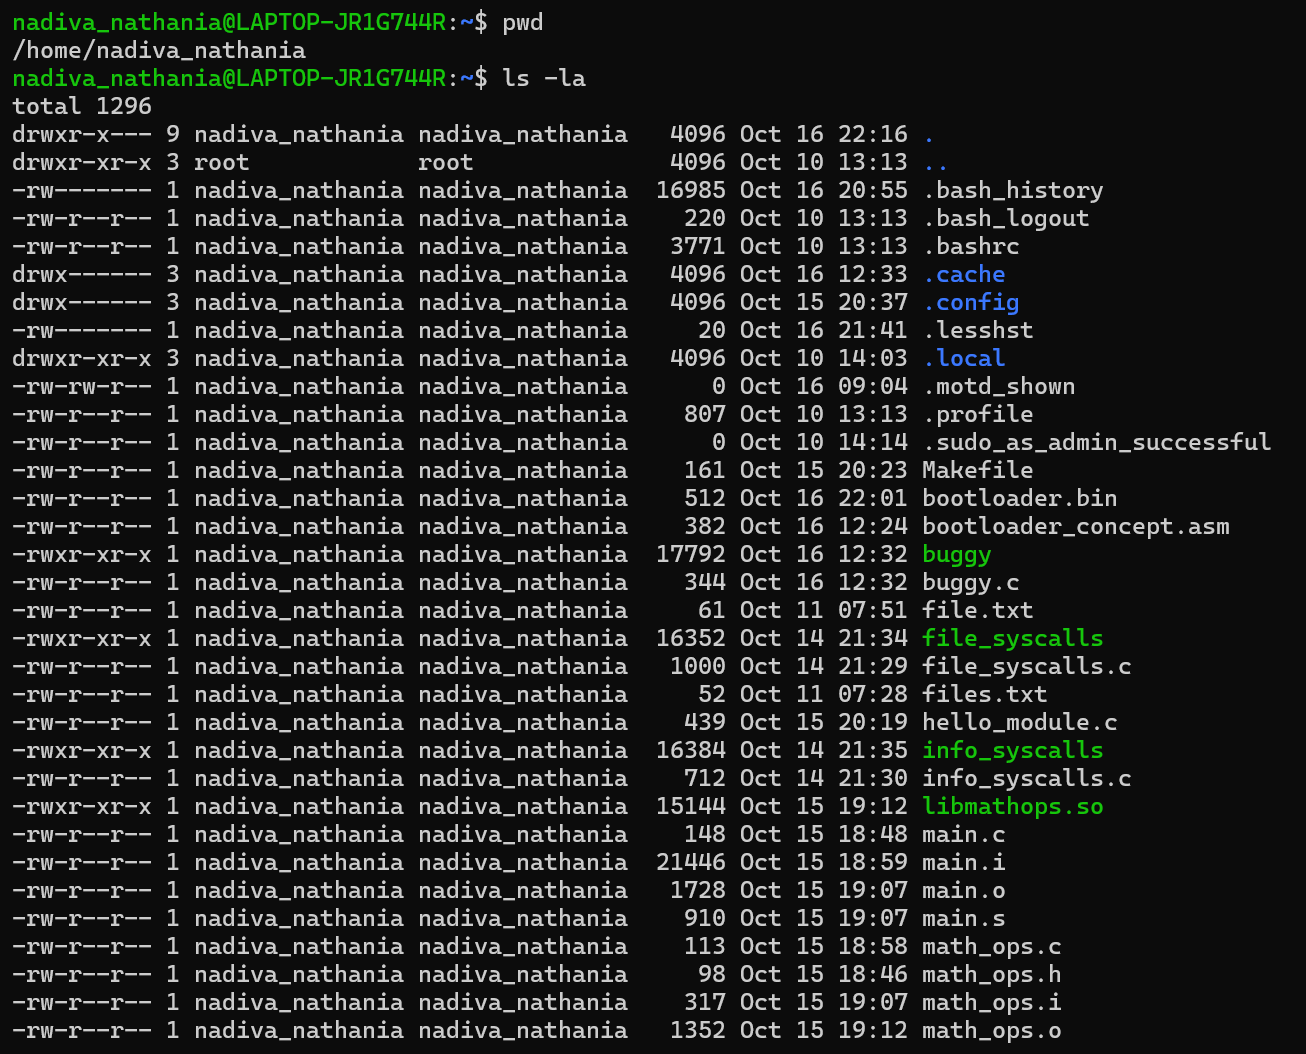 nadiva_nathania@LAPTOP-JR1G744R:~$ pwd
/home/nadiva_nathania
nadiva_nathania@LAPTOP-JR1G744R:~$ ls -la
total 1296
drwxr-x--- 9 nadiva_nathania nadiva_nathania   4096 Oct 16 22:16 .
drwxr-xr-x 3 root            root              4096 Oct 10 13:13 ..
-rw------- 1 nadiva_nathania nadiva_nathania  16985 Oct 16 20:55 .bash_history
-rw-r--r-- 1 nadiva_nathania nadiva_nathania    220 Oct 10 13:13 .bash_logout
-rw-r--r-- 1 nadiva_nathania nadiva_nathania   3771 Oct 10 13:13 .bashrc
drwx------ 3 nadiva_nathania nadiva_nathania   4096 Oct 16 12:33 .cache
drwx------ 3 nadiva_nathania nadiva_nathania   4096 Oct 15 20:37 .config
-rw------- 1 nadiva_nathania nadiva_nathania     20 Oct 16 21:41 .lesshst
drwxr-xr-x 3 nadiva_nathania nadiva_nathania   4096 Oct 10 14:03 .local
-rw-rw-r-- 1 nadiva_nathania nadiva_nathania      0 Oct 16 09:04 .motd_shown
-rw-r--r-- 1 nadiva_nathania nadiva_nathania    807 Oct 10 13:13 .profile
-rw-r--r-- 1 nadiva_nathania nadiva_nathania      0 Oct 10 14:14 .sudo_as_admin_successful
-rw-r--r-- 1 nadiva_nathania nadiva_nathania    161 Oct 15 20:23 Makefile
-rw-r--r-- 1 nadiva_nathania nadiva_nathania    512 Oct 16 22:01 bootloader.bin
-rw-r--r-- 1 nadiva_nathania nadiva_nathania    382 Oct 16 12:24 bootloader_concept.asm
-rwxr-xr-x 1 nadiva_nathania nadiva_nathania  17792 Oct 16 12:32 buggy
-rw-r--r-- 1 nadiva_nathania nadiva_nathania    344 Oct 16 12:32 buggy.c
-rw-r--r-- 1 nadiva_nathania nadiva_nathania     61 Oct 11 07:51 file.txt
-rwxr-xr-x 1 nadiva_nathania nadiva_nathania  16352 Oct 14 21:34 file_syscalls
-rw-r--r-- 1 nadiva_nathania nadiva_nathania   1000 Oct 14 21:29 file_syscalls.c
-rw-r--r-- 1 nadiva_nathania nadiva_nathania     52 Oct 11 07:28 files.txt
-rw-r--r-- 1 nadiva_nathania nadiva_nathania    439 Oct 15 20:19 hello_module.c
-rwxr-xr-x 1 nadiva_nathania nadiva_nathania  16384 Oct 14 21:35 info_syscalls
-rw-r--r-- 1 nadiva_nathania nadiva_nathania    712 Oct 14 21:30 info_syscalls.c
-rwxr-xr-x 1 nadiva_nathania nadiva_nathania  15144 Oct 15 19:12 libmathops.so
-rw-r--r-- 1 nadiva_nathania nadiva_nathania    148 Oct 15 18:48 main.c
-rw-r--r-- 1 nadiva_nathania nadiva_nathania  21446 Oct 15 18:59 main.i
-rw-r--r-- 1 nadiva_nathania nadiva_nathania   1728 Oct 15 19:07 main.o
-rw-r--r-- 1 nadiva_nathania nadiva_nathania    910 Oct 15 19:07 main.s
-rw-r--r-- 1 nadiva_nathania nadiva_nathania    113 Oct 15 18:58 math_ops.c
-rw-r--r-- 1 nadiva_nathania nadiva_nathania     98 Oct 15 18:46 math_ops.h
-rw-r--r-- 1 nadiva_nathania nadiva_nathania    317 Oct 15 19:07 math_ops.i
-rw-r--r-- 1 nadiva_nathania nadiva_nathania   1352 Oct 15 19:12 math_ops.o